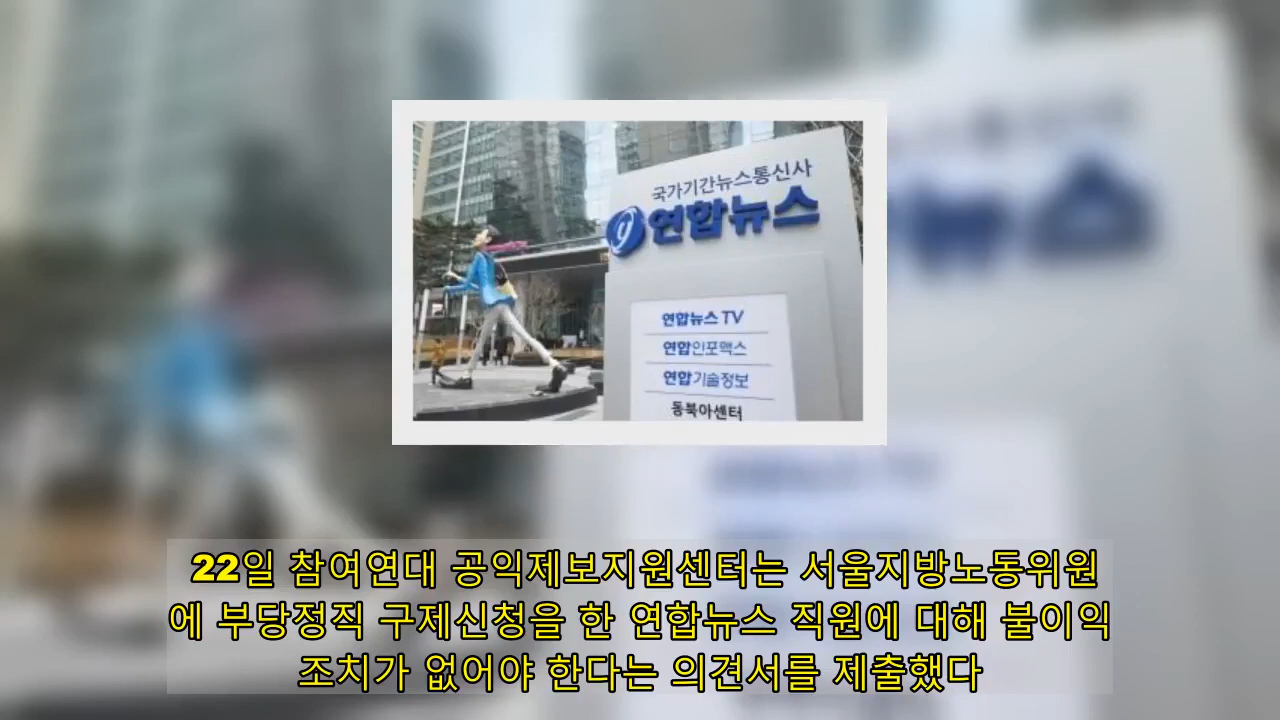 국가기간뉴스통신사
연합뉴스
연합뉴스 TV
연합인포맥스
연합기술정보
동북아센터
22일 참여연대 공익제보지원센터는 서울지방노동위원
에 부당정직 구제신청을 한 연합뉴스 직원에 대해 불이익
조치가 없어야 한다는 의견서를 제출했다